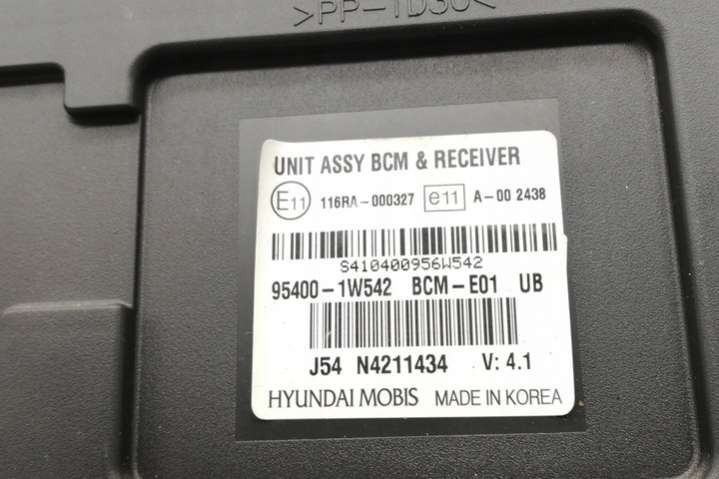 >PP-TD30<
UNIT ASSY BCM & RECEIVER
E11 116RA-000327 e11 A-00 2438
S410400956W542
95400-1W542 BCM-E01 UB
J54 N4211434 V: 4.1
HYUNDAI MOBIS MADE IN KOREA